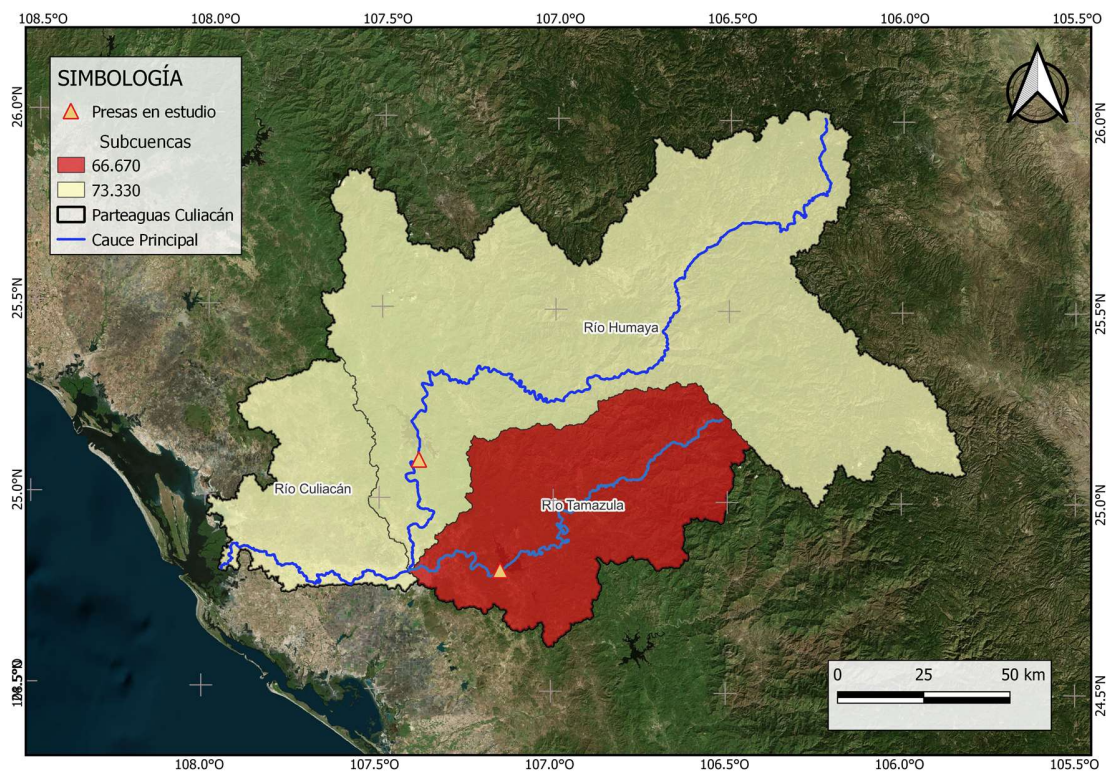 108.5°O 108.0°O 107.5°O 107.0°O 106.5°O 106.0°O 105.5°O
SIMBOLOGÍA
Presas en estudio
Subcuencas
66.670
73.330
Parteaguas Culiacán
Cauce Principal
26.0°N 26.0°N
25.5°N 25.5°N
Río Humaya
Río Culiacán
Río Tamazula
25.0°N 25.0°N
24.5°N
0 25 50 km
108.0°O 107.5°O 107.0°O 106.5°O 106.0°O 105.5°O